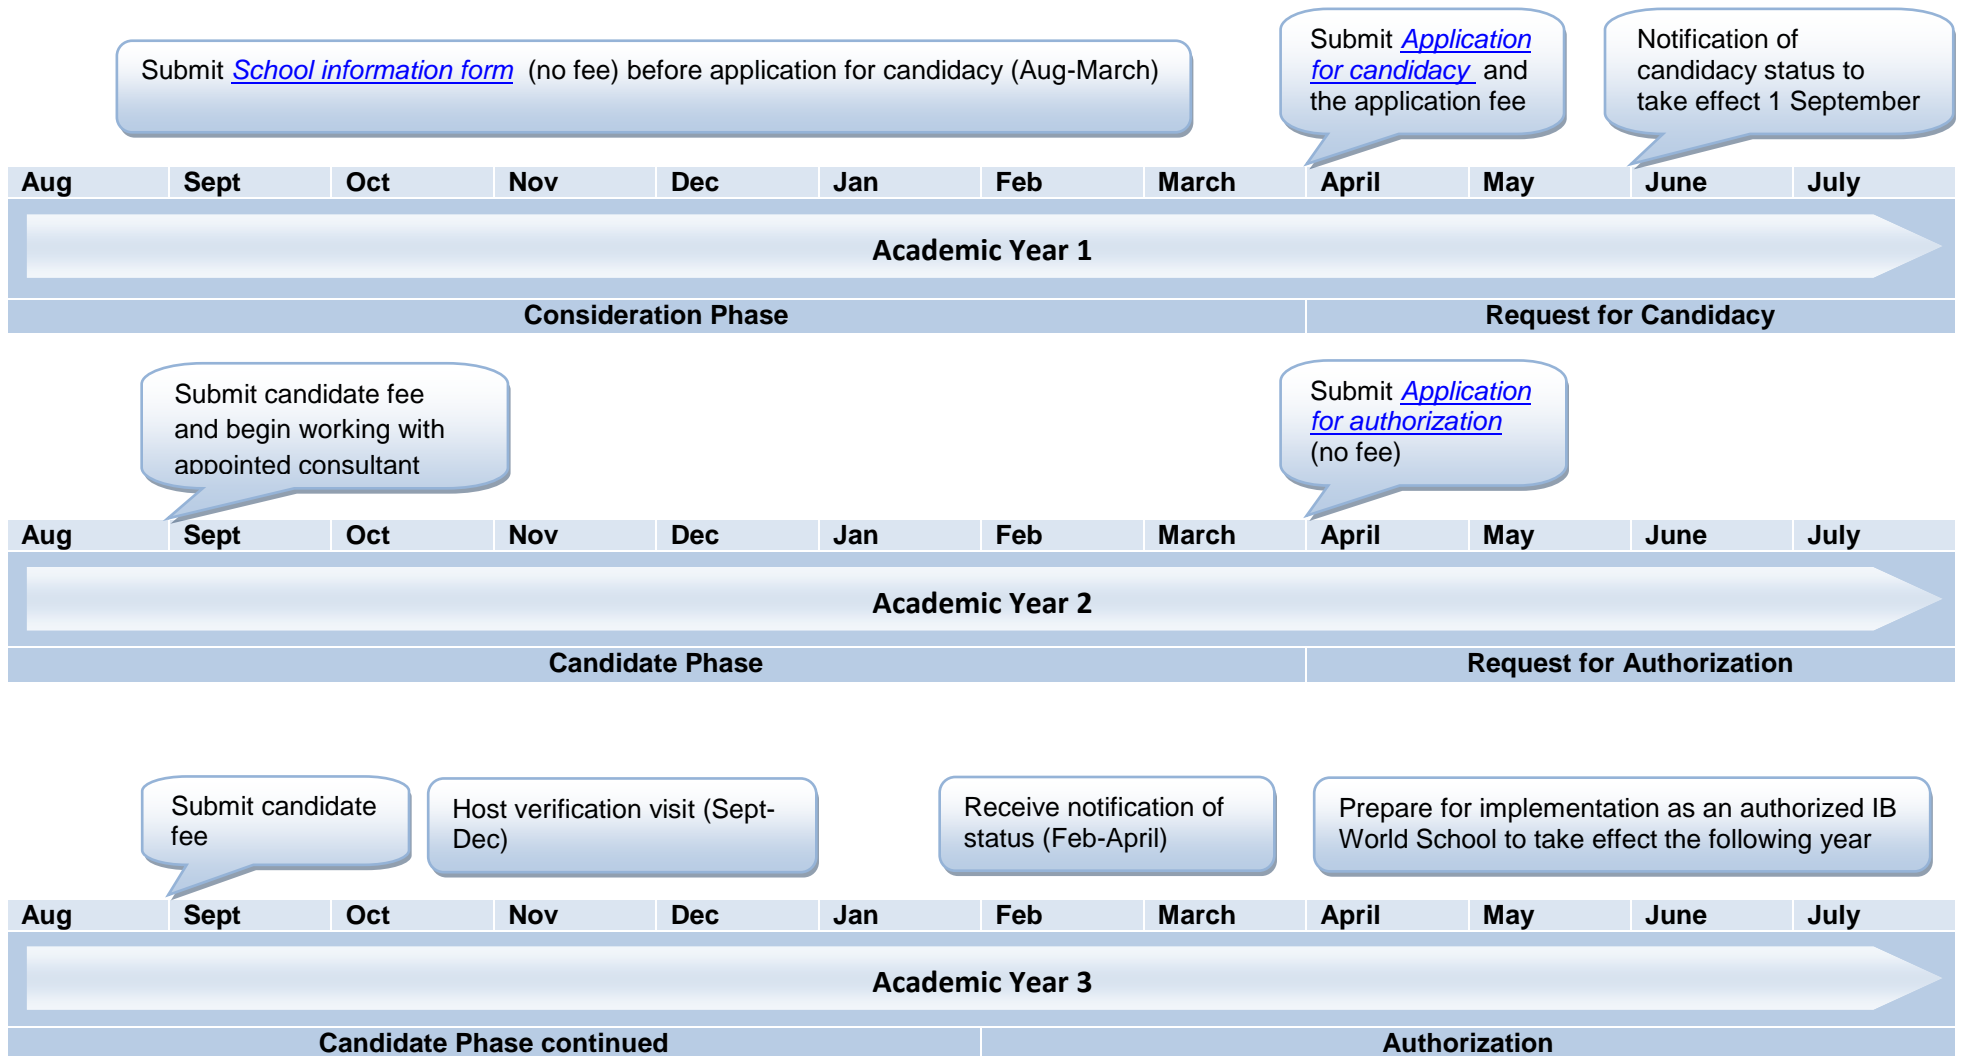 Submit School information form (no fee) before application for candidacy (Aug-March)
Submit Application
for candidacy and
the application fee
Notification of
candidacy status to
take effect 1 September
Aug Sept Oct Nov Dec Jan Feb March April May June July
Academic Year 1
Consideration Phase Request for Candidacy
Submit candidate fee
and begin working with
appointed consultant
Submit Application
for authorization
(no fee)
Aug Sept Oct Nov Dec Jan Feb March April May June July
Academic Year 2
Candidate Phase Request for Authorization
Submit candidate
fee
Host verification visit (Sept-
Dec)
Receive notification of
status (Feb-April)
Prepare for implementation as an authorized IB
World School to take effect the following year
Aug Sept Oct Nov Dec Jan Feb March April May June July
Academic Year 3
Candidate Phase continued Authorization